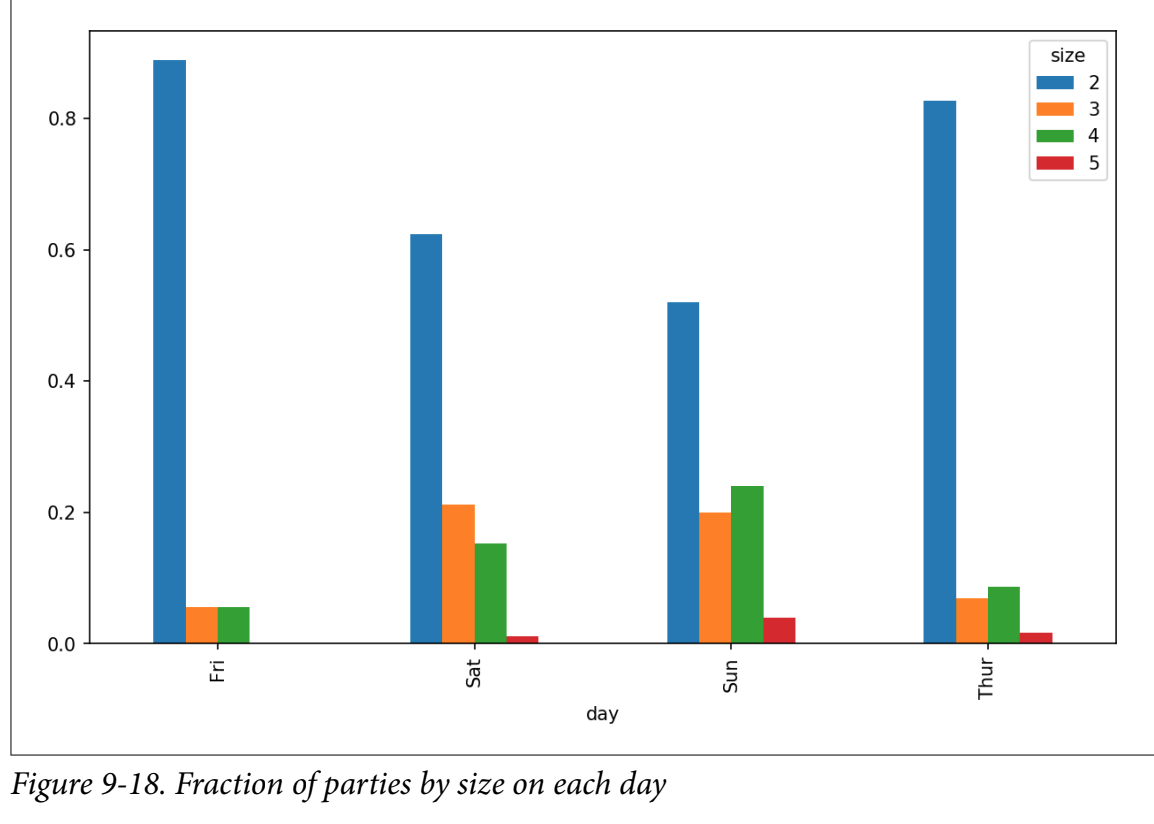 size
2
3
4
5
0.8
0.6
0.4
0.2
0.0
Fri
Sat
Sun
Thur
day
Figure 9-18. Fraction of parties by size on each day